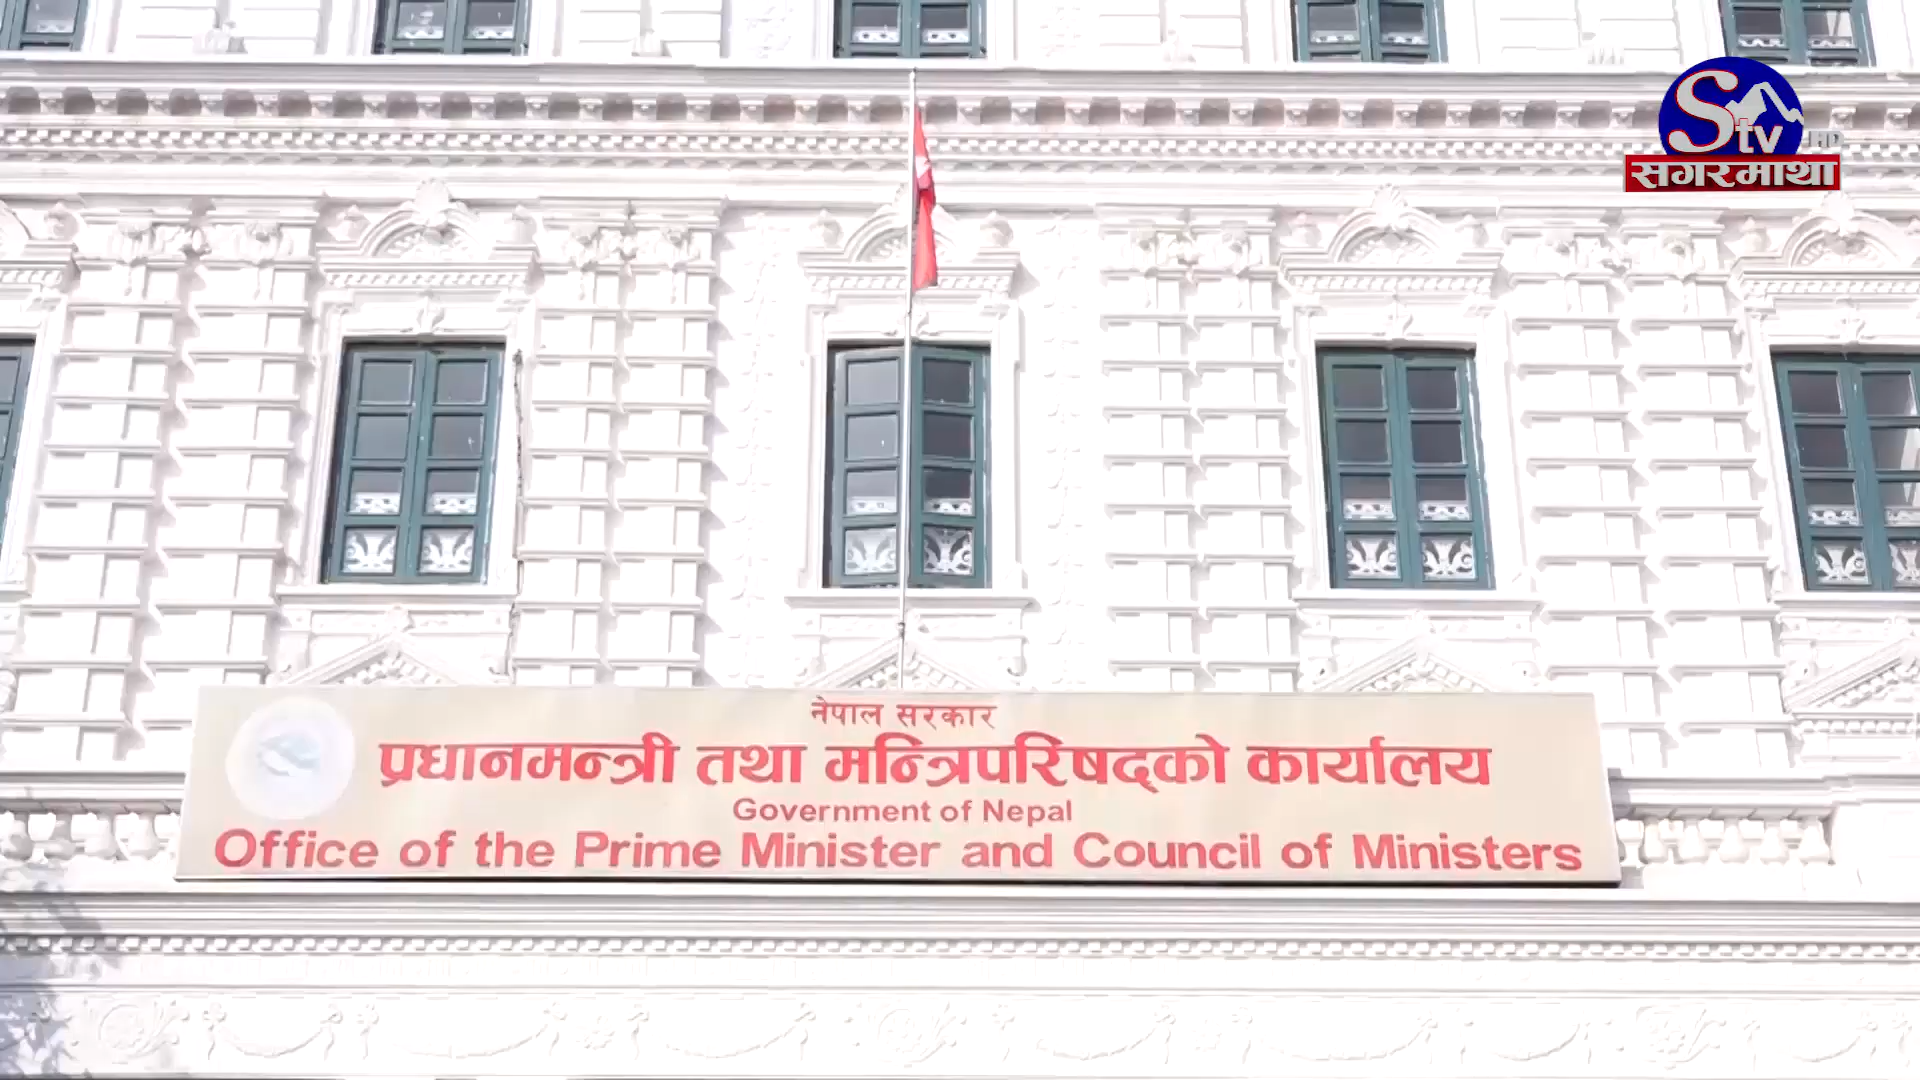 Stv HD
सगरमाथा
नेपाल सरकार
प्रधानमन्त्री तथा मन्त्रिपरिषद्को कार्यालय
Government of Nepal
Office of the Prime Minister and Council of Ministers